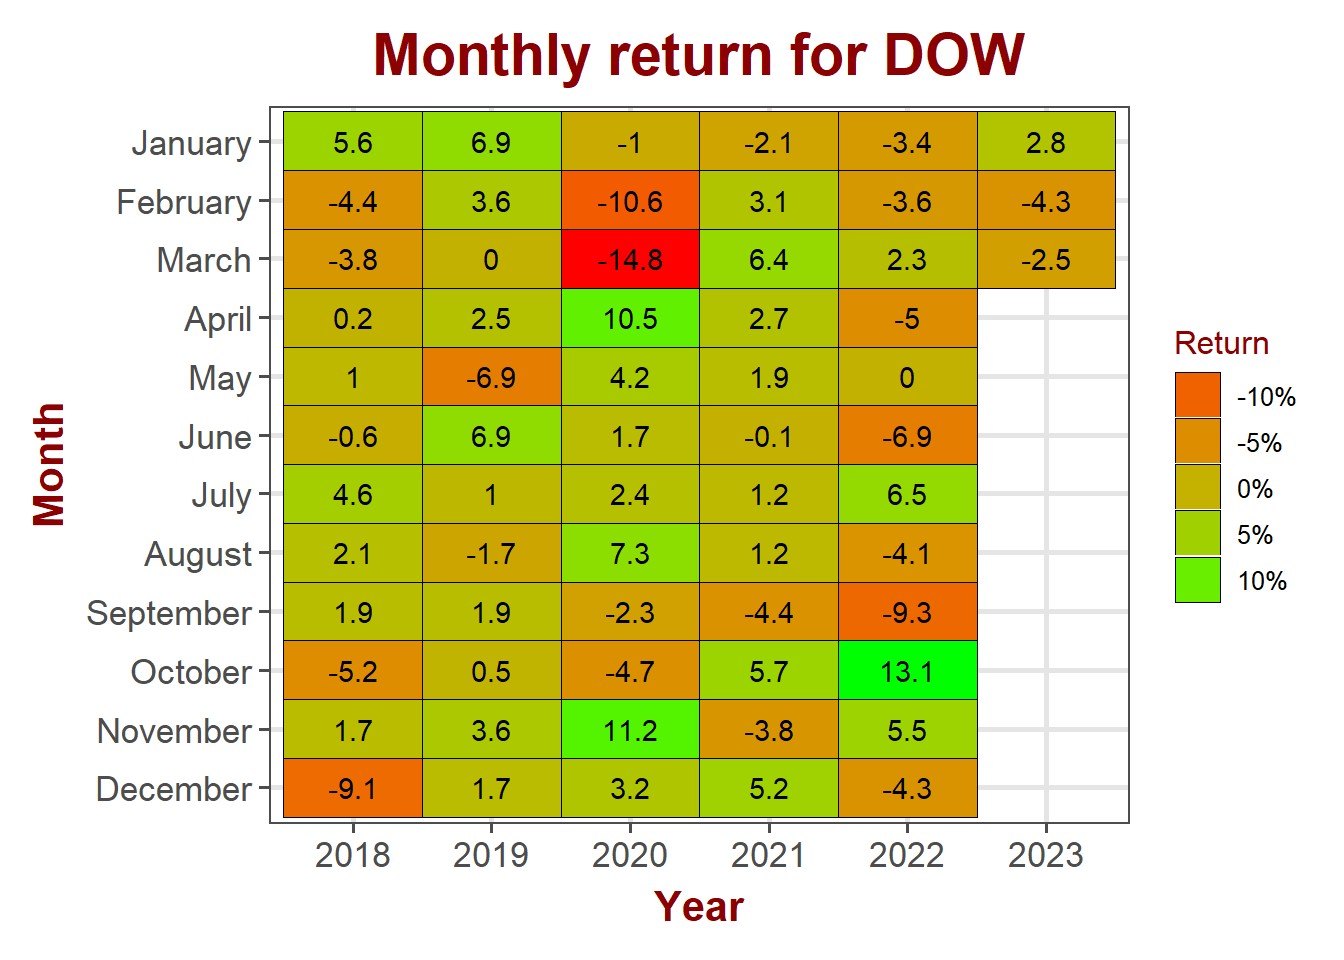 Monthly return for DOW
January 5.6 6.9 -1 -2.1 -3.4 2.8
February -4.4 3.6 -10.6 3.1 -3.6 -4.3
March -3.8 0 -14.8 6.4 2.3 -2.5
April 0.2 2.5 10.5 2.7 -5
May 1 -6.9 4.2 1.9 0
June -0.6 6.9 1.7 -0.1 -6.9
July 4.6 1 2.4 1.2 6.5
August 2.1 -1.7 7.3 1.2 -4.1
September 1.9 1.9 -2.3 -4.4 -9.3
October -5.2 0.5 -4.7 5.7 13.1
November 1.7 3.6 11.2 -3.8 5.5
December -9.1 1.7 3.2 5.2 -4.3
2018 2019 2020 2021 2022 2023
Year
Month
Return
-10%
-5%
0%
5%
10%